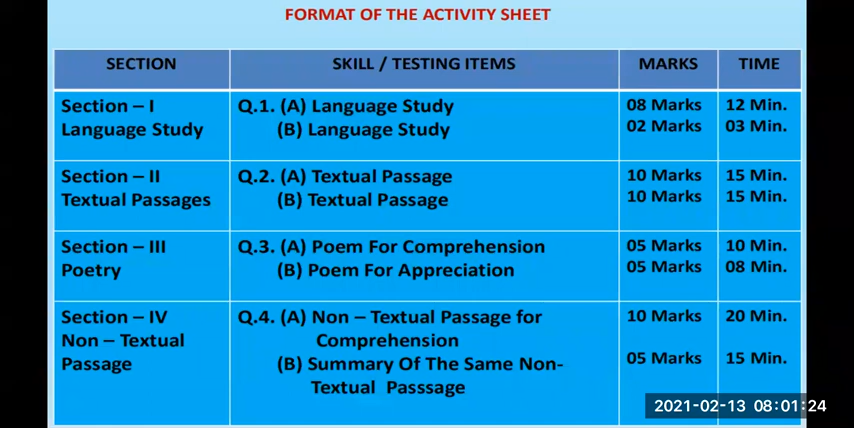 FORMAT OF THE ACTIVITY SHEET
SECTION SKILL / TESTING ITEMS MARKS TIME
Section – I Q.1. (A) Language Study 08 Marks 12 Min.
Language Study (B) Language Study 02 Marks 03 Min.
Section – II Q.2. (A) Textual Passage 10 Marks 15 Min.
Textual Passages (B) Textual Passage 10 Marks 15 Min.
Section – III Q.3. (A) Poem For Comprehension 05 Marks 10 Min.
Poetry (B) Poem For Appreciation 05 Marks 08 Min.
Section – IV Q.4. (A) Non – Textual Passage for 10 Marks 20 Min.
Non – Textual Comprehension
Passage (B) Summary Of The Same Non- 05 Marks 15 Min.
Textual Passsage
2021-02-13 08:01:24